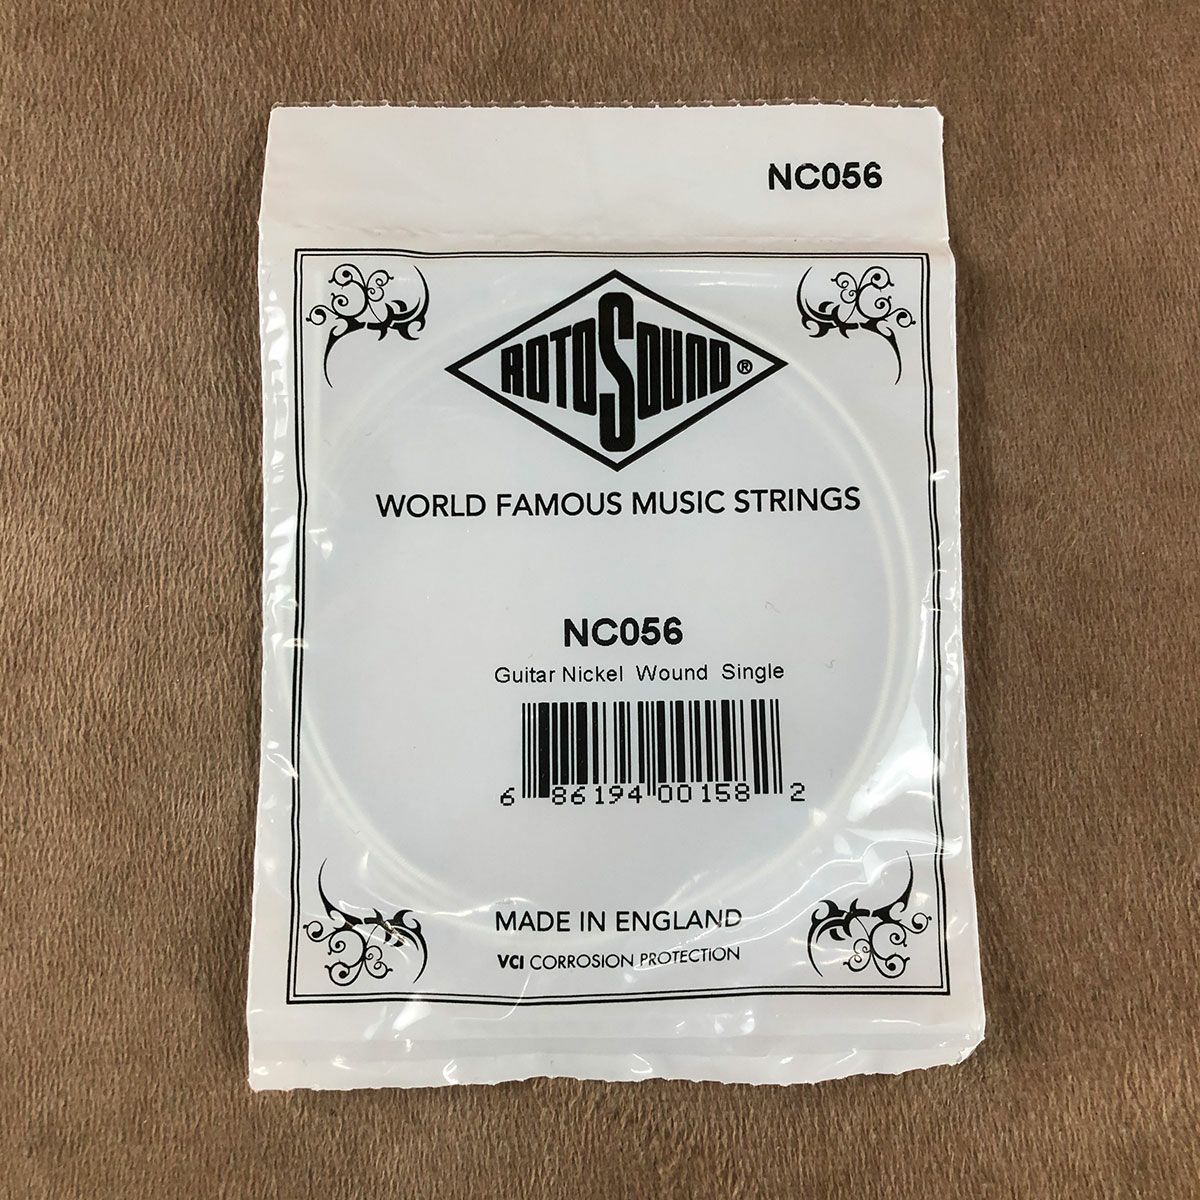 NC056
ROTOSOUND®
WORLD FAMOUS MUSIC STRINGS
NC056
Guitar Nickel Wound Single
6 86194 00158 2
MADE IN ENGLAND
VCI CORROSION PROTECTION